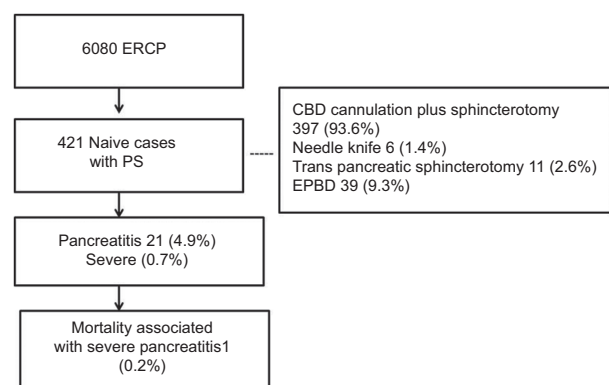 6080 ERCP
421 Naive cases
with PS
CBD cannulation plus sphincterotomy
397 (93.6%)
Needle knife 6 (1.4%)
Trans pancreatic sphincterotomy 11 (2.6%)
EPBD 39 (9.3%)
Pancreatitis 21 (4.9%)
Severe (0.7%)
Mortality associated
with severe pancreatitis1
(0.2%)